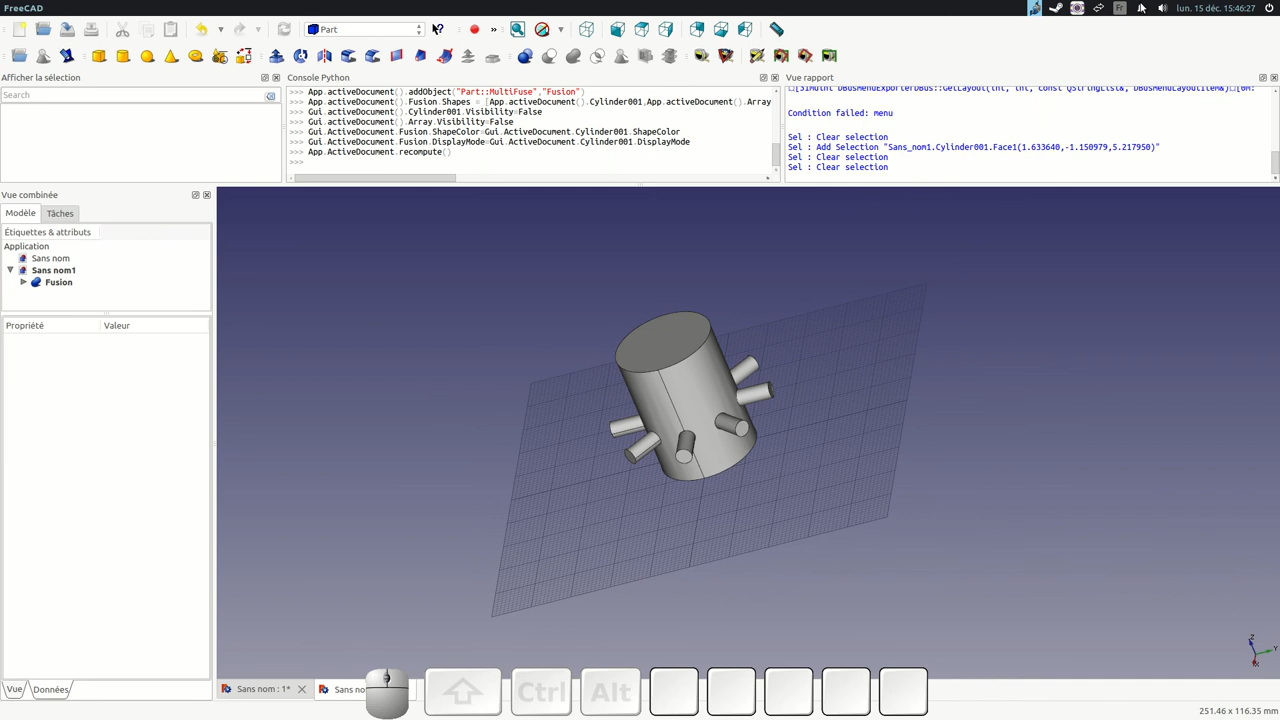 FreeCAD
Fr
lun. 15 déc. 15:46:27
Part
Afficher la sélection
Console Python
Vue rapport
Search
>>> App.activeDocument().addObject("Part::MultiFuse","Fusion")
>>> App.activeDocument().Fusion.Shapes = [App.activeDocument().Cylinder001,App.activeDocument().Array
>>> Gui.activeDocument().Cylinder001.Visibility=False
>>> Gui.activeDocument().Array.Visibility=False
>>> Gui.ActiveDocument.Fusion.ShapeColor=Gui.ActiveDocument.Cylinder001.ShapeColor
>>> Gui.ActiveDocument.Fusion.DisplayMode=Gui.ActiveDocument.Cylinder001.DisplayMode
>>> App.ActiveDocument.recompute()
>>>
Condition failed: menu
Sel : Clear selection
Sel : Add Selection "Sans_nom1.Cylinder001.Face1(1.633640,-1.150979,5.217950)"
Sel : Clear selection
Sel : Clear selection
Vue combinée
Modèle
Tâches
Étiquettes & attributs
Application
Sans nom
Sans nom1
Fusion
Propriété
Valeur
Z
Y
X
Vue
Données
Sans nom : 1*
Sans no
Ctrl
Alt
251.46 x 116.35 mm